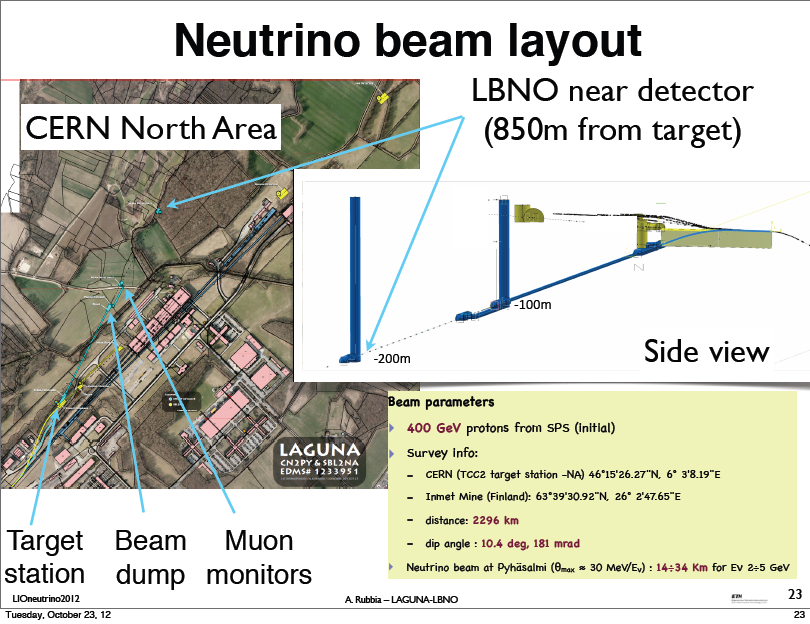 Neutrino beam layout
LBNO near detector
(850m from target)
CERN North Area
-100m
-200m
Side view
LAGUNA
CN2PY & SBL2NA
EDMS# 1233951
Beam parameters
400 GeV protons from SPS (initial)
Survey info:
- CERN (TCC2 target station -NA) 46°15'26.27"N, 6° 3'8.19"E
- Inmet Mine (Finland): 63°39'30.92"N, 26° 2'47.65"E
- distance: 2296 km
- dip angle : 10.4 deg, 181 mrad
Neutrino beam at Pyhäsalmi (θmax ≈ 30 MeV/Eν) : 14÷34 Km for Eν 2÷5 GeV
Target station
Beam dump
Muon monitors
LIOneutrino2012
A. Rubbia – LAGUNA-LBNO
ETH
23
Tuesday, October 23, 12
23